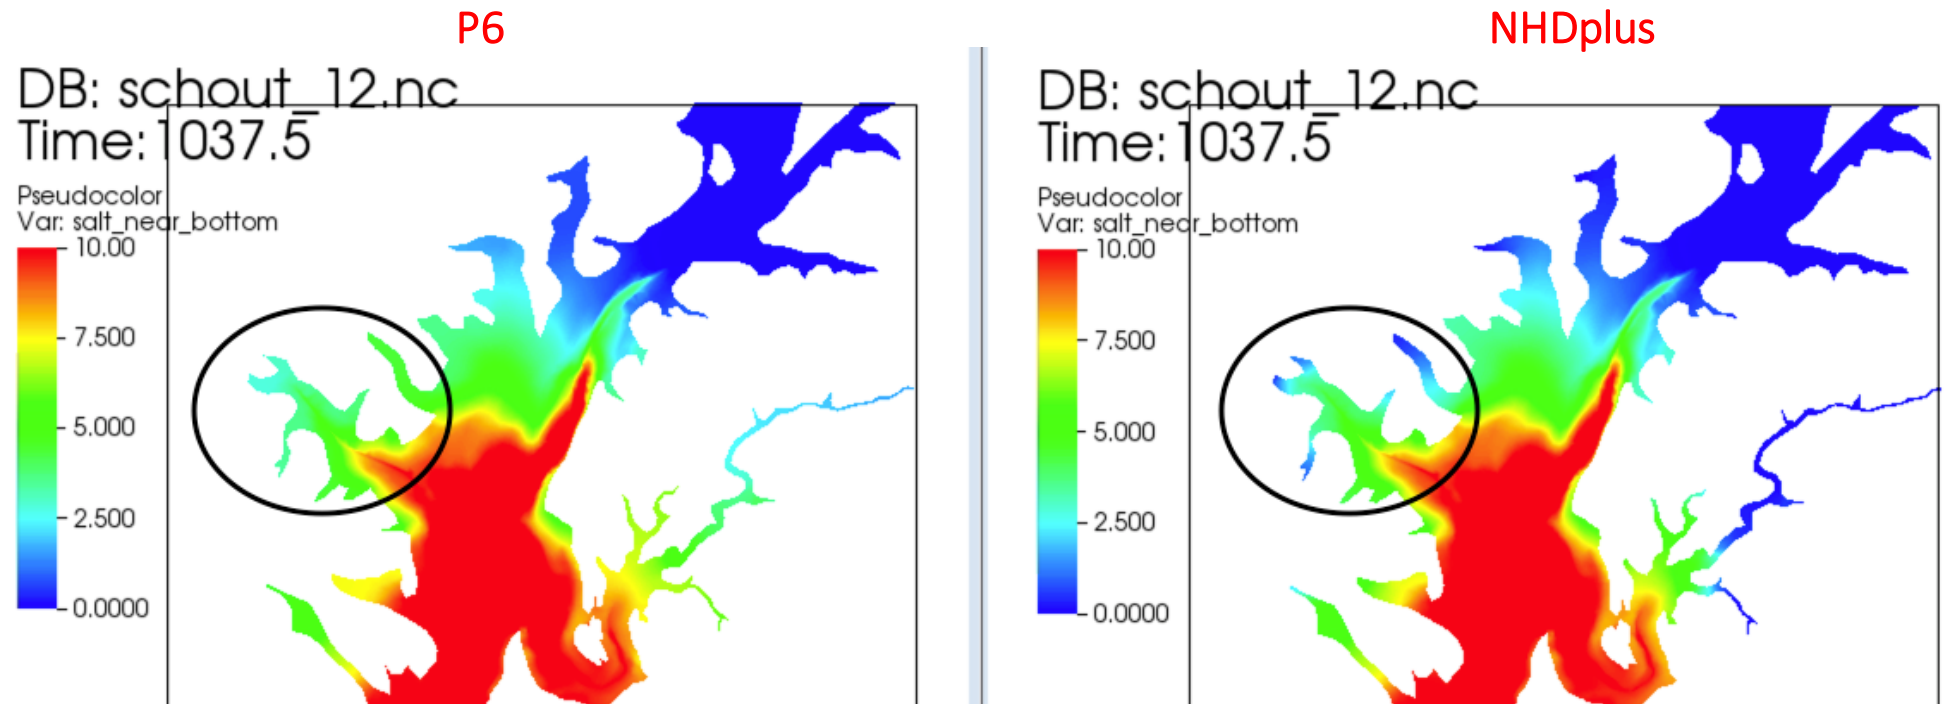 P6
NHDplus
DB: schout_12.nc
Time:1037.5
Pseudocolor
Var: salt_near_bottom
10.00
7.500
5.000
2.500
0.0000
DB: schout_12.nc
Time:1037.5
Pseudocolor
Var: salt_near_bottom
10.00
7.500
5.000
2.500
0.0000